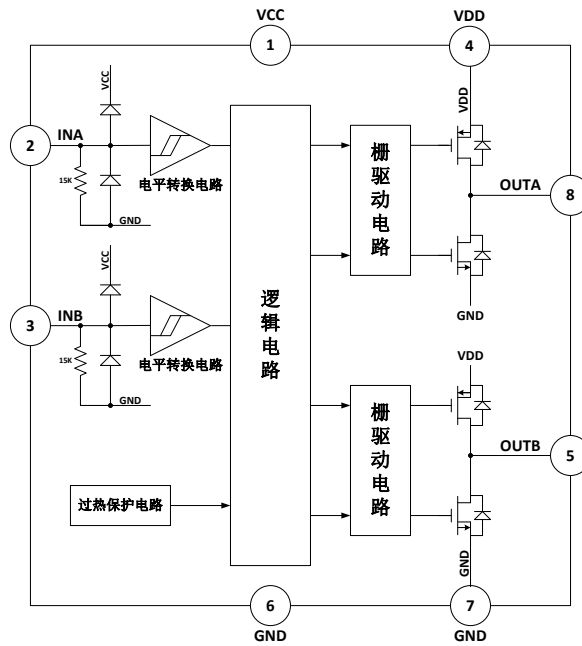 VCC
VDD
1
4
VCC
VDD
2
INA
15K
电平转换电路
GND
栅驱动电路
OUTA
8
GND
VCC
3
INB
15K
电平转换电路
GND
逻辑电路
VDD
栅驱动电路
OUTB
5
过热保护电路
GND
6
7
GND
GND